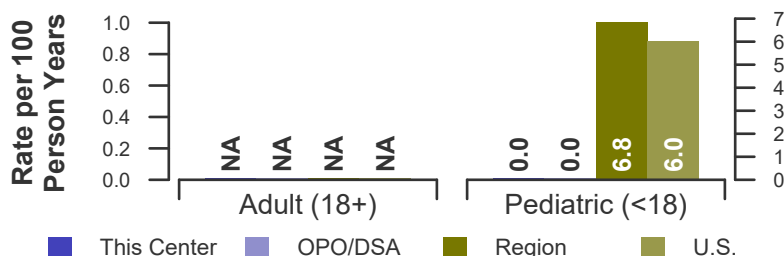 Rate per 100
Person Years
1.0
0.8
0.6
0.4
0.2
0.0
NA NA NA NA
0.0 0.0 6.8 6.0
7
6
5
4
3
2
1
0
Adult (18+) Pediatric (<18)
This Center OPO/DSA Region U.S.